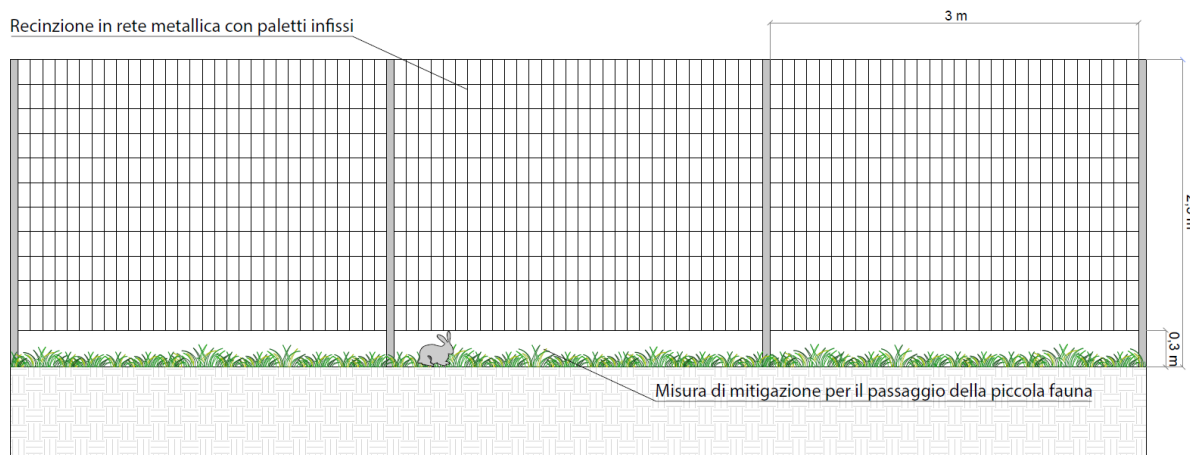 Recinzione in rete metallica con paletti infissi
3 m
0,3 m
Misura di mitigazione per il passaggio della piccola fauna